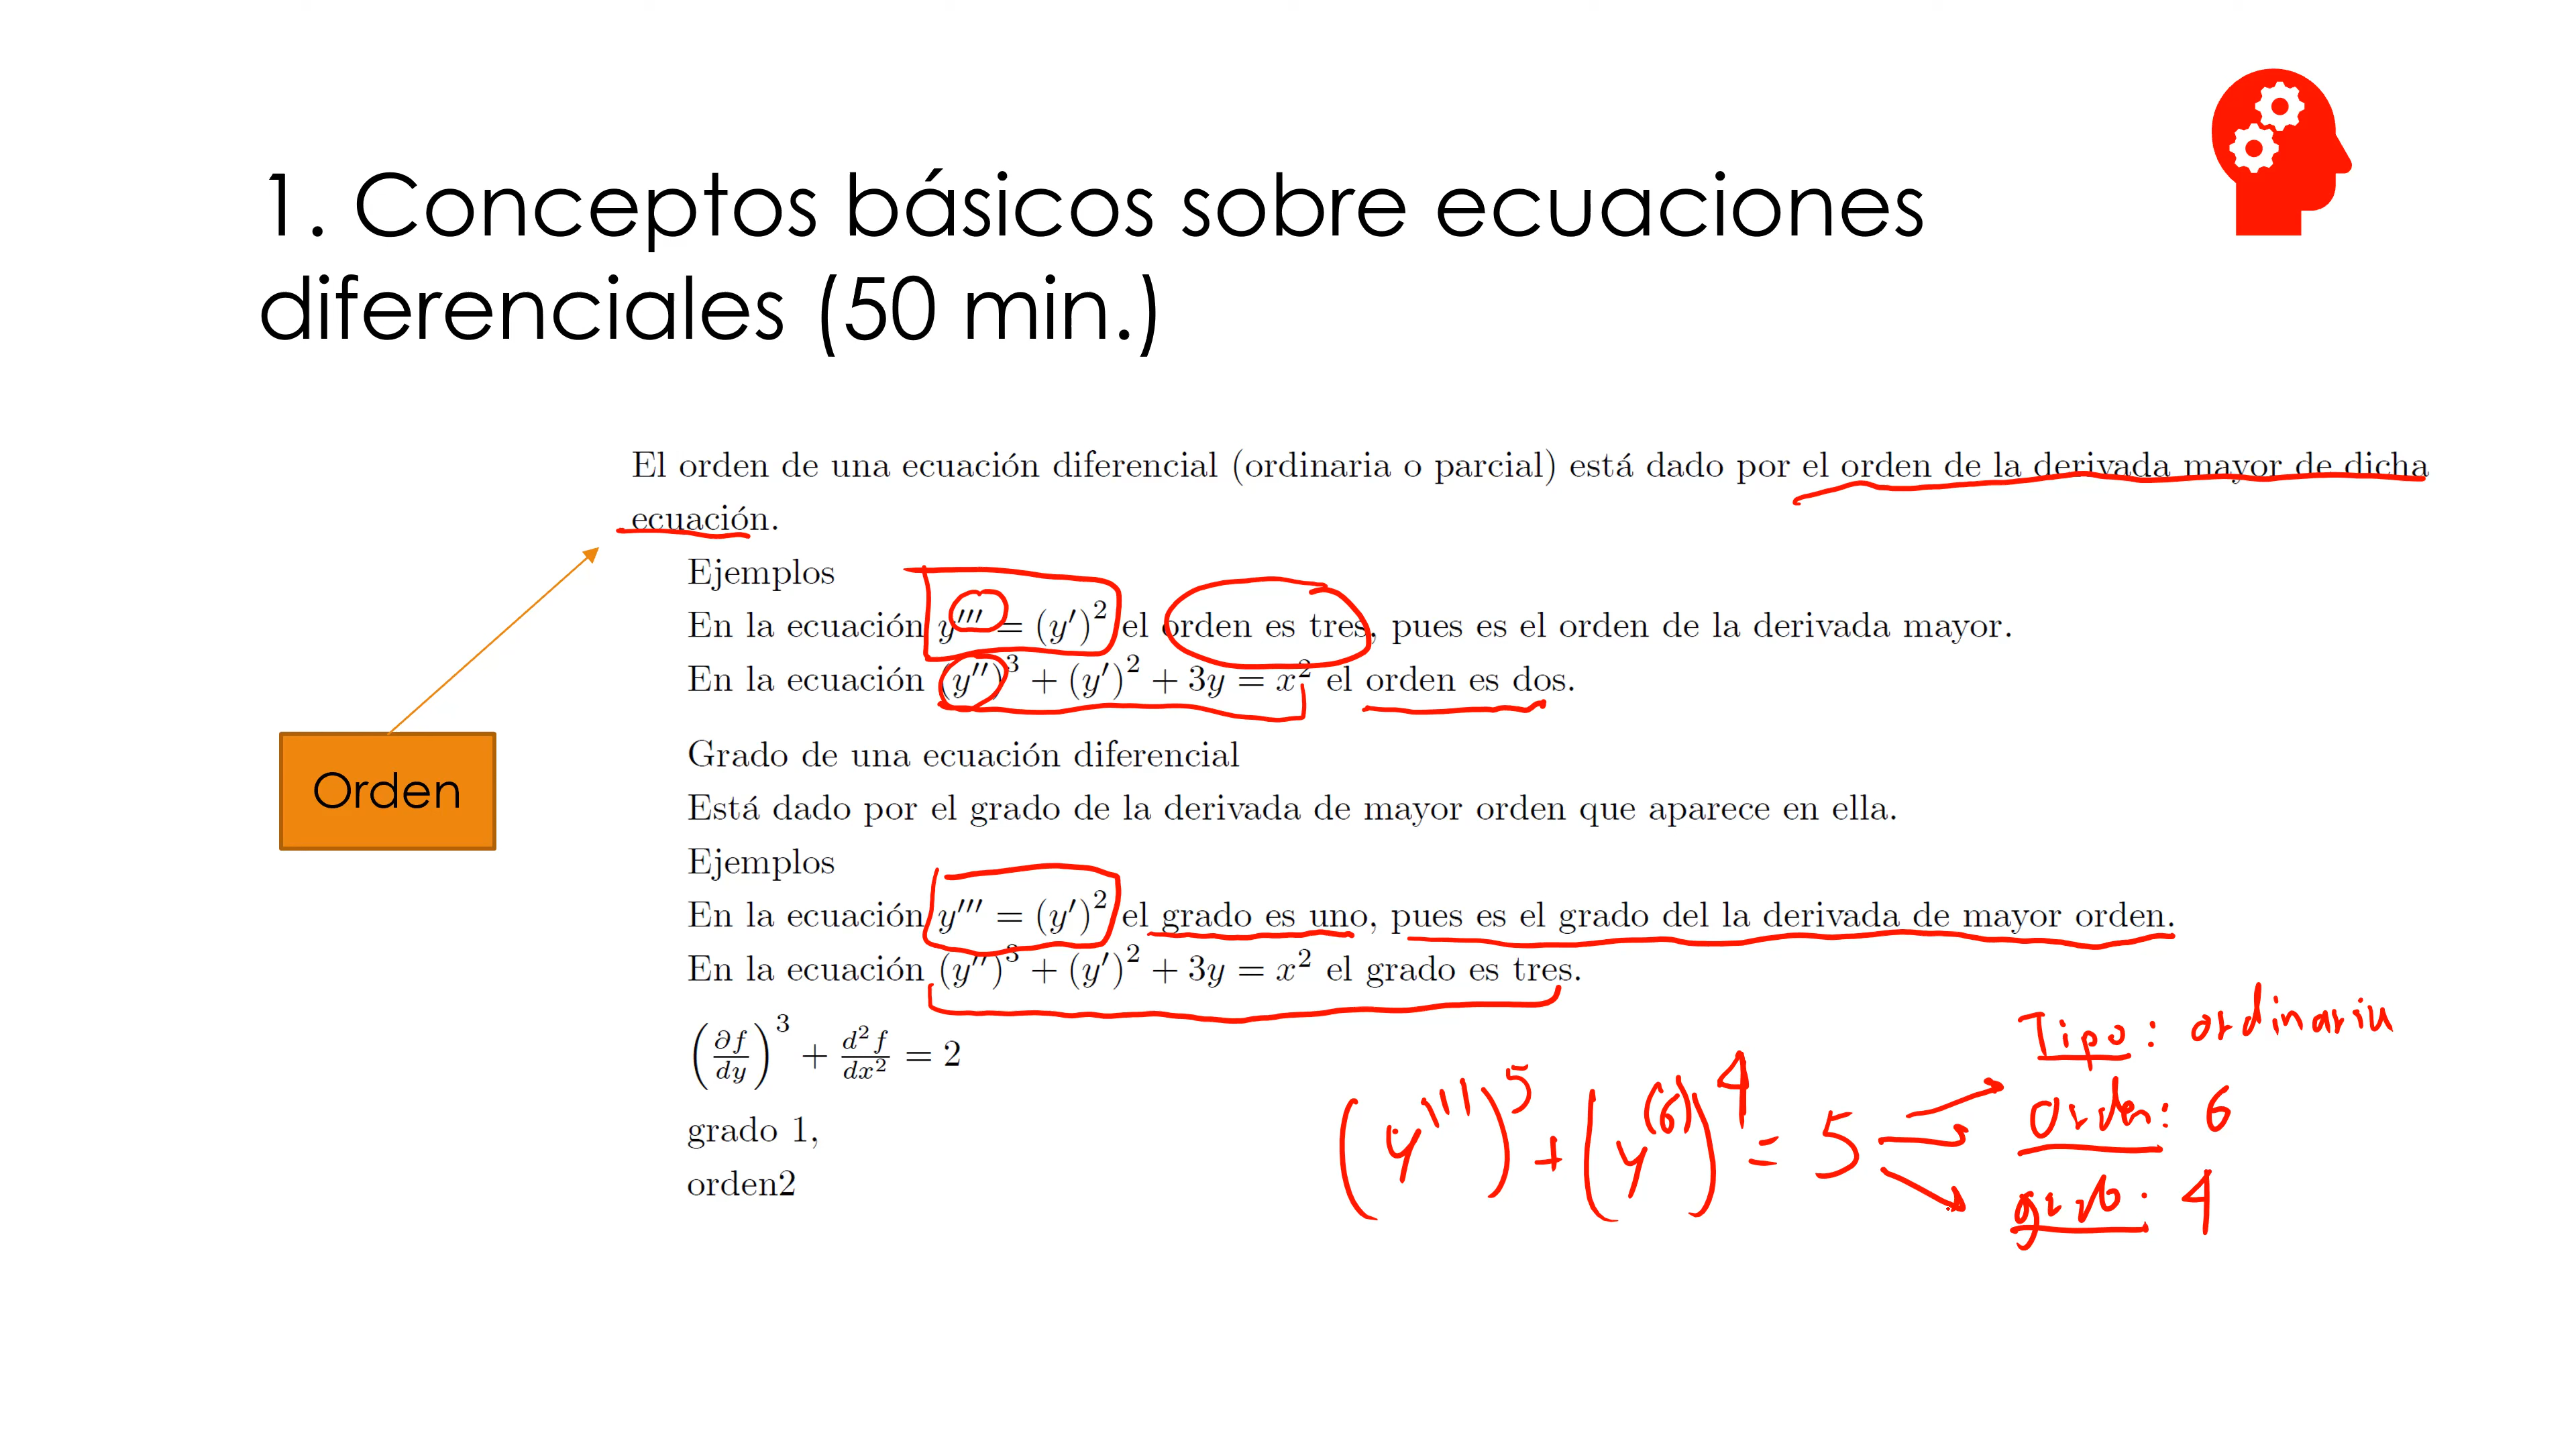 1. Conceptos básicos sobre ecuaciones
diferenciales (50 min.)
El orden de una ecuación diferencial (ordinaria o parcial) está dado por el orden de la derivada mayor de dicha
ecuación.
Ejemplos
En la ecuación y''' = (y')² el orden es tres, pues es el orden de la derivada mayor.
En la ecuación (y'')³ + (y')² + 3y = x² el orden es dos.
Orden
Grado de una ecuación diferencial
Está dado por el grado de la derivada de mayor orden que aparece en ella.
Ejemplos
En la ecuación y''' = (y')² el grado es uno, pues es el grado del la derivada de mayor orden.
En la ecuación (y'')³ + (y')² + 3y = x² el grado es tres.
(∂f/dy)³ + d²f/dx² = 2
grado 1,
orden2
(y''')⁵ + (y⁽⁶⁾)⁴ = 5
Tipo: ordinaria
Orden: 6
grado: 4